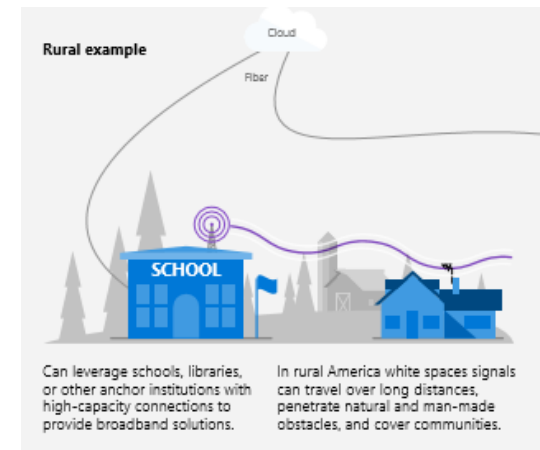 Cloud
Rural example
Fiber
SCHOOL
Can leverage schools, libraries,
or other anchor institutions with
high-capacity connections to
provide broadband solutions.
In rural America white spaces signals
can travel over long distances,
penetrate natural and man-made
obstacles, and cover communities.